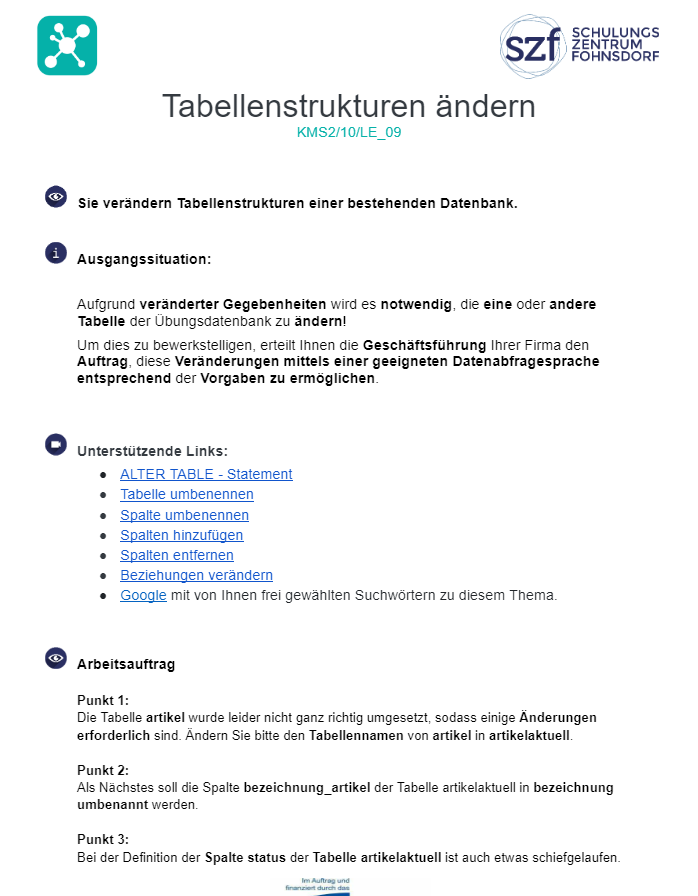 szf SCHULUNGS
ZENTRUM
FOHNSDORF
Tabellenstrukturen ändern
KMS2/10/LE_09
Sie verändern Tabellenstrukturen einer bestehenden Datenbank.
i Ausgangssituation:
Aufgrund veränderter Gegebenheiten wird es notwendig, die eine oder andere
Tabelle der Übungsdatenbank zu ändern!
Um dies zu bewerkstelligen, erteilt Ihnen die Geschäftsführung Ihrer Firma den
Auftrag, diese Veränderungen mittels einer geeigneten Datenabfragesprache
entsprechend der Vorgaben zu ermöglichen.
Unterstützende Links:
● ALTER TABLE - Statement
● Tabelle umbenennen
● Spalte umbenennen
● Spalten hinzufügen
● Spalten entfernen
● Beziehungen verändern
● Google mit von Ihnen frei gewählten Suchwörtern zu diesem Thema.
Arbeitsauftrag
Punkt 1:
Die Tabelle artikel wurde leider nicht ganz richtig umgesetzt, sodass einige Änderungen
erforderlich sind. Ändern Sie bitte den Tabellennamen von artikel in artikelaktuell.
Punkt 2:
Als Nächstes soll die Spalte bezeichnung_artikel der Tabelle artikelaktuell in bezeichnung
umbenannt werden.
Punkt 3:
Bei der Definition der Spalte status der Tabelle artikelaktuell ist auch etwas schiefgelaufen.
Im Auftrag und
finanziert durch das